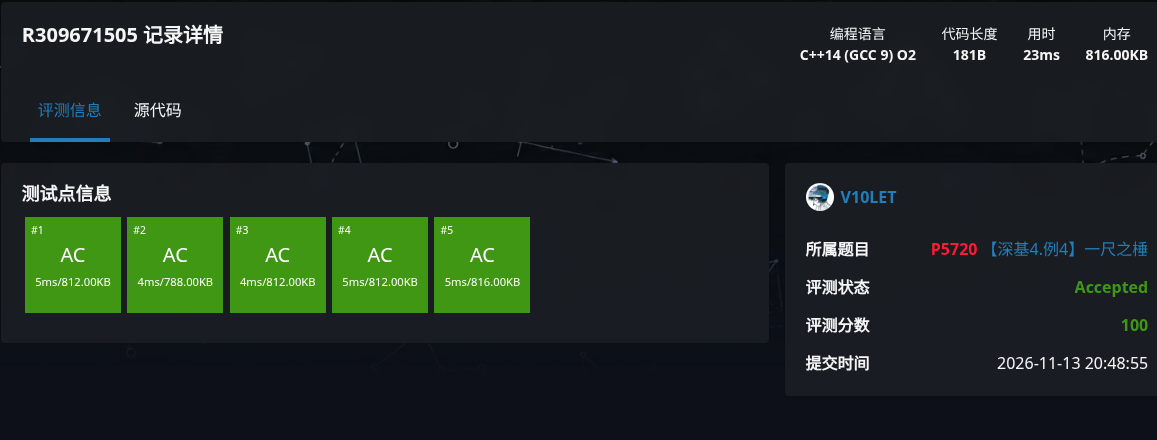 R309671505 记录详情
编程语言 代码长度 用时 内存
C++14 (GCC 9) O2 181B 23ms 816.00KB
评测信息 源代码
测试点信息
#1 #2 #3 #4 #5
AC AC AC AC AC
5ms/812.00KB 4ms/788.00KB 4ms/812.00KB 5ms/812.00KB 5ms/816.00KB
V10LET
所属题目 P5720 【深基4.例4】一尺之棰
评测状态 Accepted
评测分数 100
提交时间 2026-11-13 20:48:55